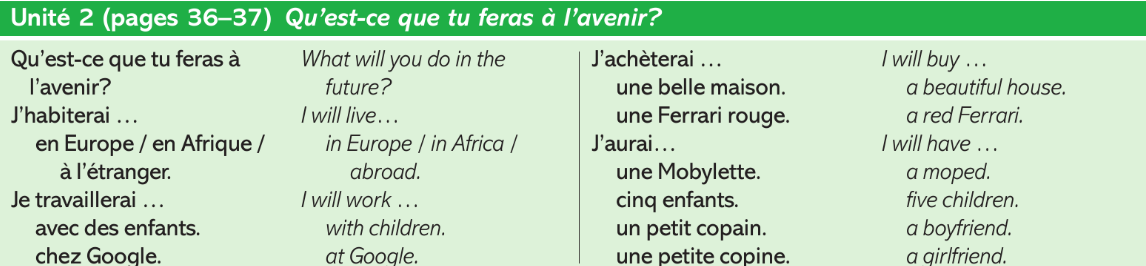 Unité 2 (pages 36–37) Qu’est-ce que tu feras à l’avenir?
Qu’est-ce que tu feras à What will you do in the
l’avenir? future?
J’habiterai … I will live…
en Europe / en Afrique / in Europe / in Africa /
à l’étranger. abroad.
Je travaillerai … I will work …
avec des enfants. with children.
chez Google. at Google.
J’achèterai … I will buy …
une belle maison. a beautiful house.
une Ferrari rouge. a red Ferrari.
J’aurai… I will have …
une Mobylette. a moped.
cinq enfants. five children.
un petit copain. a boyfriend.
une petite copine. a girlfriend.